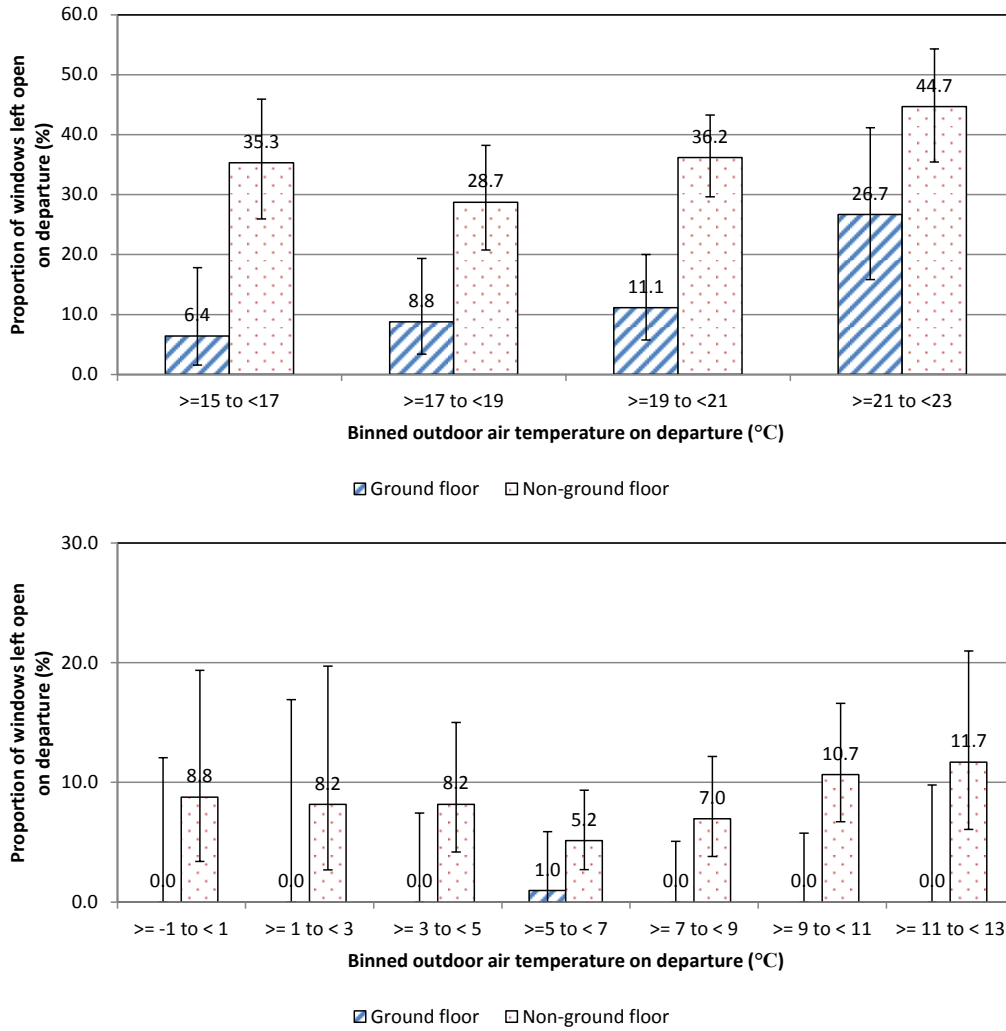 Proportion of windows left open
on departure (%)
60.0
50.0
40.0
30.0
20.0
10.0
0.0
6.4
35.3
8.8
28.7
11.1
36.2
26.7
44.7
>=15 to <17
>=17 to <19
>=19 to <21
>=21 to <23
Binned outdoor air temperature on departure (°C)
Ground floor
Non-ground floor
Proportion of windows left open
on departure (%)
30.0
20.0
10.0
0.0
0.0
8.8
0.0
8.2
0.0
8.2
1.0
5.2
0.0
7.0
0.0
10.7
0.0
11.7
>= -1 to < 1
>= 1 to < 3
>= 3 to < 5
>=5 to < 7
>= 7 to < 9
>= 9 to < 11
>= 11 to < 13
Binned outdoor air temperature on departure (°C)
Ground floor
Non-ground floor